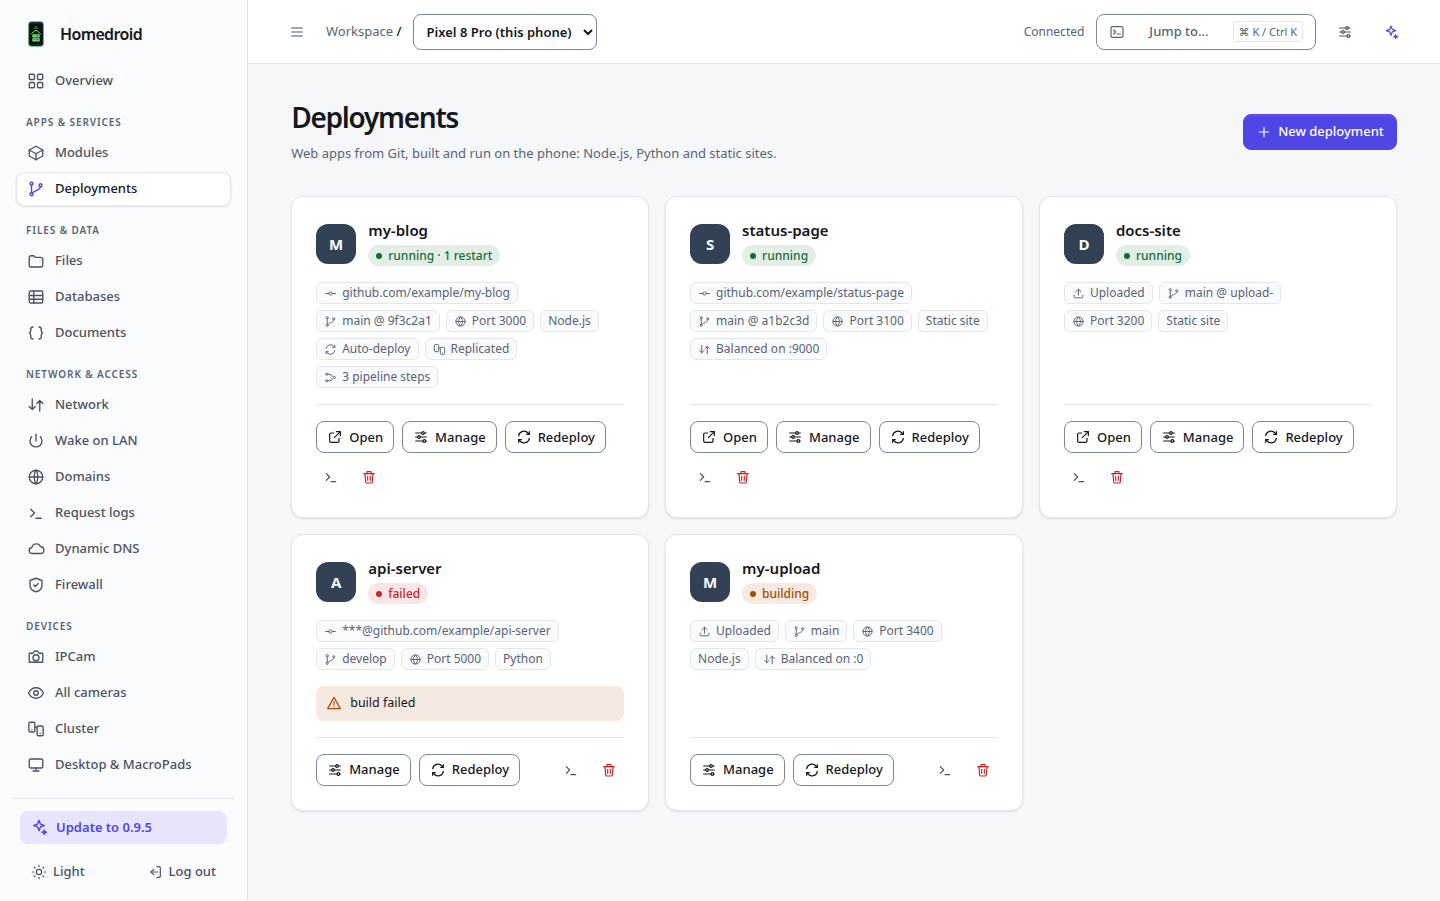 Homedroid
Overview
APPS & SERVICES
Modules
Deployments
FILES & DATA
Files
Databases
Documents
NETWORK & ACCESS
Network
Wake on LAN
Domains
Request logs
Dynamic DNS
Firewall
DEVICES
IPCam
All cameras
Cluster
Desktop & MacroPads
Update to 0.9.5
Light Log out
Workspace / Pixel 8 Pro (this phone) Connected Jump to... ⌘ K / Ctrl K
Deployments
Web apps from Git, built and run on the phone: Node.js, Python and static sites.
New deployment
M my-blog
running · 1 restart
github.com/example/my-blog
main @ 9f3c2a1 Port 3000 Node.js
Auto-deploy Replicated
3 pipeline steps
Open Manage Redeploy
S status-page
running
github.com/example/status-page
main @ a1b2c3d Port 3100 Static site
Balanced on :9000
Open Manage Redeploy
D docs-site
running
Uploaded main @ upload-
Port 3200 Static site
Open Manage Redeploy
A api-server
failed
***@github.com/example/api-server
develop Port 5000 Python
build failed
Manage Redeploy
M my-upload
building
Uploaded main Port 3400
Node.js Balanced on :0
Manage Redeploy